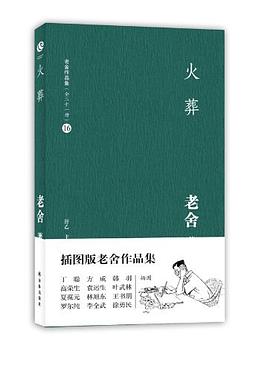 火葬
老舍作品集(全二十一册)
16
老舍
舒乙
火葬
老舍
插图版老舍作品集
丁聪 方成 韩羽 插图
高荣生 袁运生 叶武林
夏葆元 林旭东 王书朋
罗尔纯 李全武 徐勇民